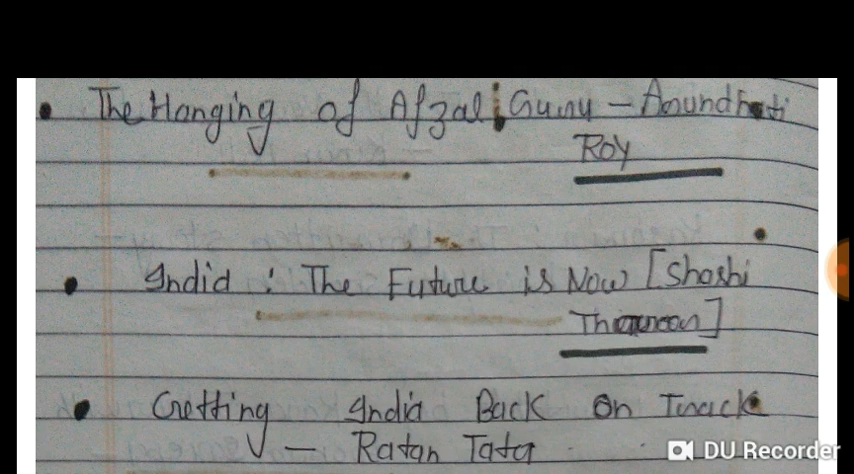 • The Hanging of Afzal Guru – Arundhati
Roy
• India : The Future is Now [Shashi
Tharoor]
• Getting India Back on Track
– Ratan Tata
DU Recorder